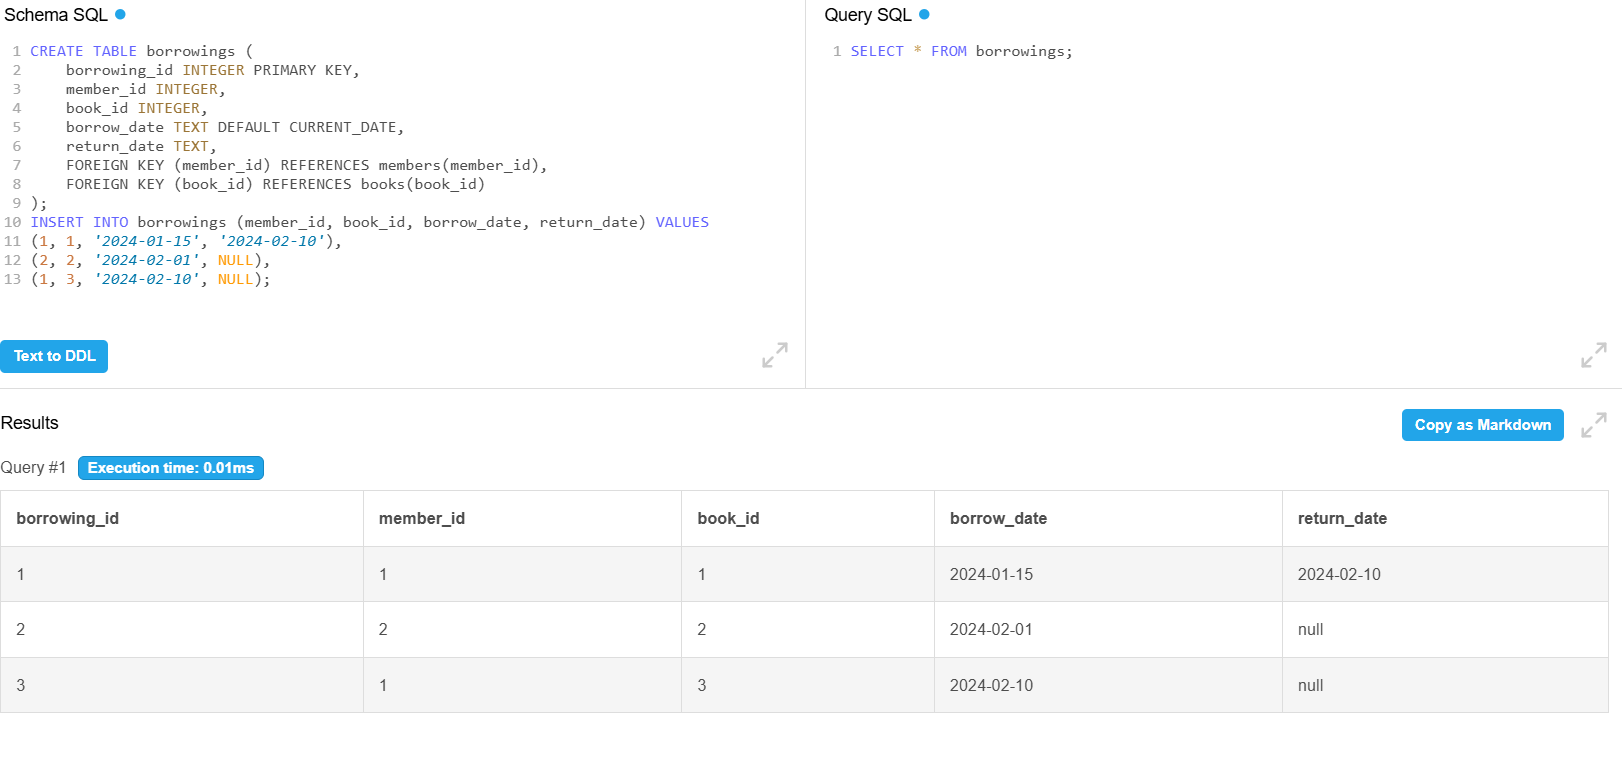 Schema SQL
1 CREATE TABLE borrowings (
2     borrowing_id INTEGER PRIMARY KEY,
3     member_id INTEGER,
4     book_id INTEGER,
5     borrow_date TEXT DEFAULT CURRENT_DATE,
6     return_date TEXT,
7     FOREIGN KEY (member_id) REFERENCES members(member_id),
8     FOREIGN KEY (book_id) REFERENCES books(book_id)
9 );
10 INSERT INTO borrowings (member_id, book_id, borrow_date, return_date) VALUES
11 (1, 1, '2024-01-15', '2024-02-10'),
12 (2, 2, '2024-02-01', NULL),
13 (1, 3, '2024-02-10', NULL);
Text to DDL
Query SQL
1 SELECT * FROM borrowings;
Results
Copy as Markdown
Query #1 Execution time: 0.01ms
borrowing_id member_id book_id borrow_date return_date
1 1 1 2024-01-15 2024-02-10
2 2 2 2024-02-01 null
3 1 3 2024-02-10 null